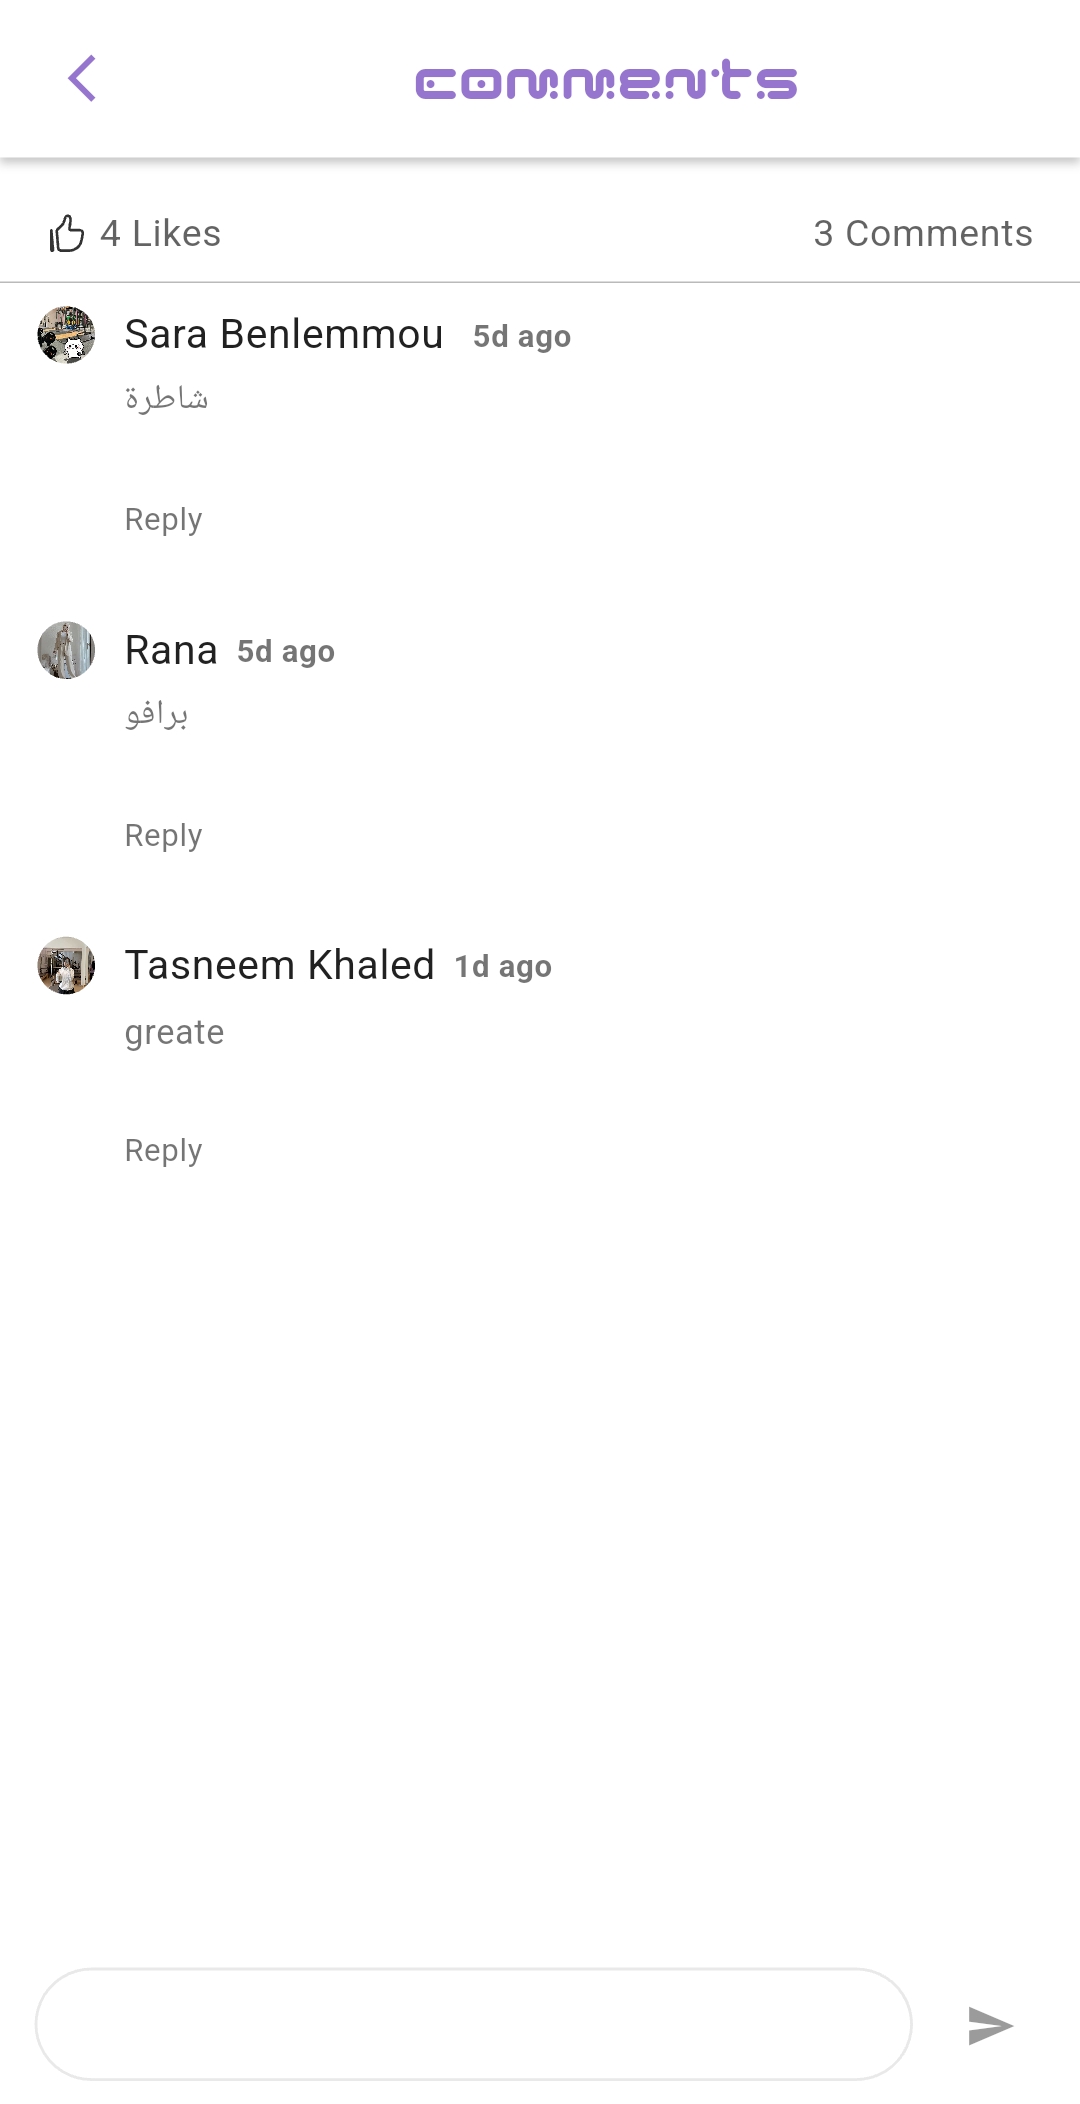 comments
4 Likes 3 Comments
Sara Benlemmou 5d ago
شاطرة
Reply
Rana 5d ago
برافو
Reply
Tasneem Khaled 1d ago
greate
Reply